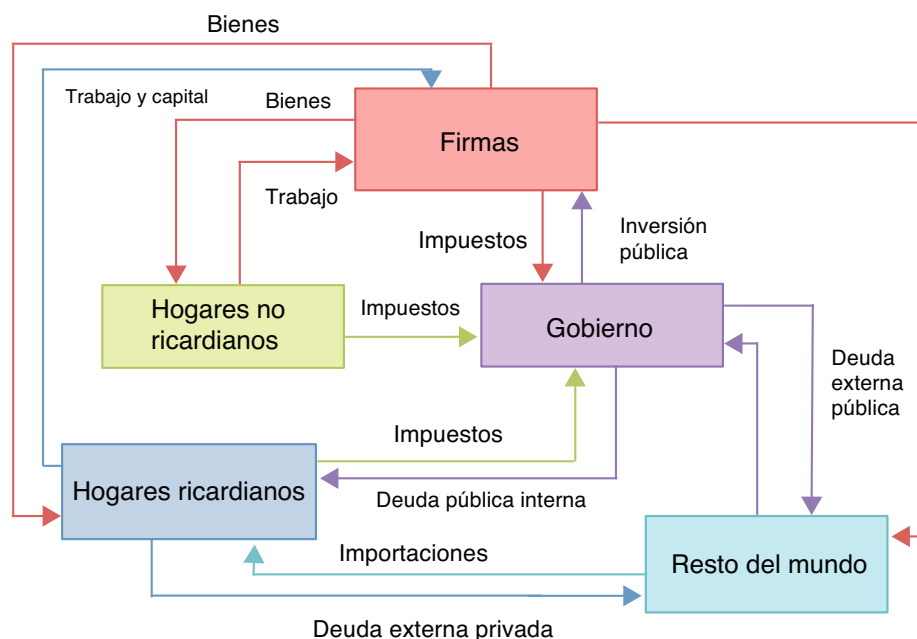 Bienes
Trabajo y capital
Bienes
Firmas
Trabajo
Impuestos
Inversión
pública
Hogares no
ricardianos
Impuestos
Gobierno
Deuda
externa
pública
Impuestos
Hogares ricardianos
Deuda pública interna
Importaciones
Resto del mundo
Deuda externa privada